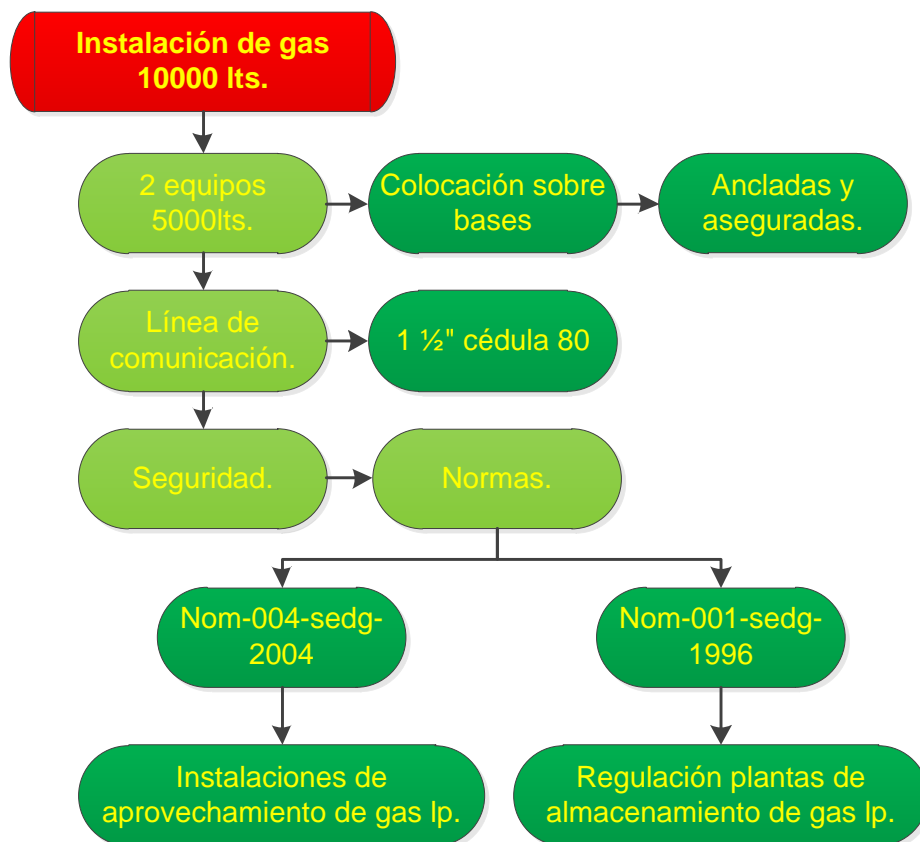 Instalación de gas
10000 lts.
2 equipos
5000lts.
Colocación sobre
bases
Ancladas y
aseguradas.
Línea de
comunicación.
1 ½" cédula 80
Seguridad.
Normas.
Nom-004-sedg-
2004
Nom-001-sedg-
1996
Instalaciones de
aprovechamiento de gas lp.
Regulación plantas de
almacenamiento de gas lp.